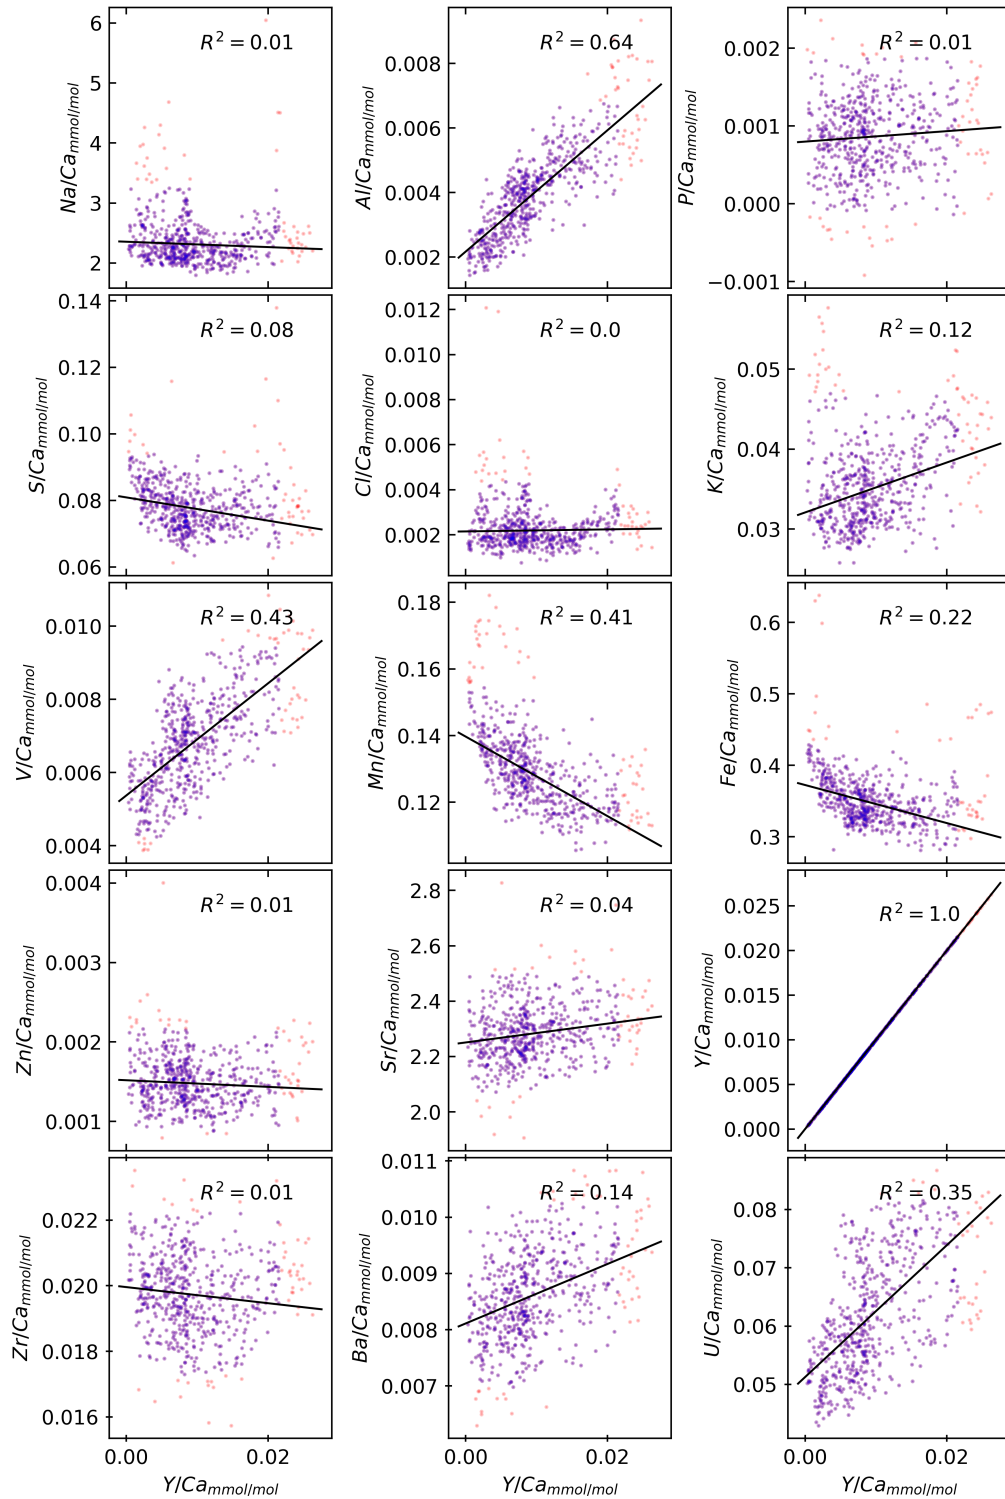 R² = 0.01
6
5
4
3
2
Na/Ca mmol/mol
R² = 0.64
0.008
0.006
0.004
0.002
Al/Ca mmol/mol
R² = 0.01
0.002
0.001
0.000
−0.001
P/Ca mmol/mol
R² = 0.08
0.14
0.12
0.10
0.08
0.06
S/Ca mmol/mol
R² = 0.0
0.012
0.010
0.008
0.006
0.004
0.002
Cl/Ca mmol/mol
R² = 0.12
0.05
0.04
0.03
K/Ca mmol/mol
R² = 0.43
0.010
0.008
0.006
0.004
V/Ca mmol/mol
R² = 0.41
0.18
0.16
0.14
0.12
Mn/Ca mmol/mol
R² = 0.22
0.6
0.5
0.4
0.3
Fe/Ca mmol/mol
R² = 0.01
0.004
0.003
0.002
0.001
Zn/Ca mmol/mol
R² = 0.04
2.8
2.6
2.4
2.2
2.0
Sr/Ca mmol/mol
R² = 1.0
0.025
0.020
0.015
0.010
0.005
0.000
Y/Ca mmol/mol
R² = 0.01
0.022
0.020
0.018
0.016
Zr/Ca mmol/mol
0.00 0.02
Y/Ca mmol/mol
R² = 0.14
0.011
0.010
0.009
0.008
0.007
Ba/Ca mmol/mol
0.00 0.02
Y/Ca mmol/mol
R² = 0.35
0.08
0.07
0.06
0.05
U/Ca mmol/mol
0.00 0.02
Y/Ca mmol/mol